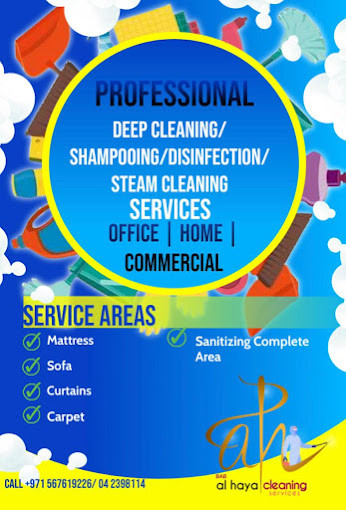 PROFESSIONAL
DEEP CLEANING/
SHAMPOOING/DISINFECTION/
STEAM CLEANING
SERVICES
OFFICE | HOME |
COMMERCIAL
SERVICE AREAS
Mattress
Sofa
Curtains
Carpet
Sanitizing Complete
Area
ah
BAB
al haya cleaning
services
CALL +971 567619226/ 04 2398114